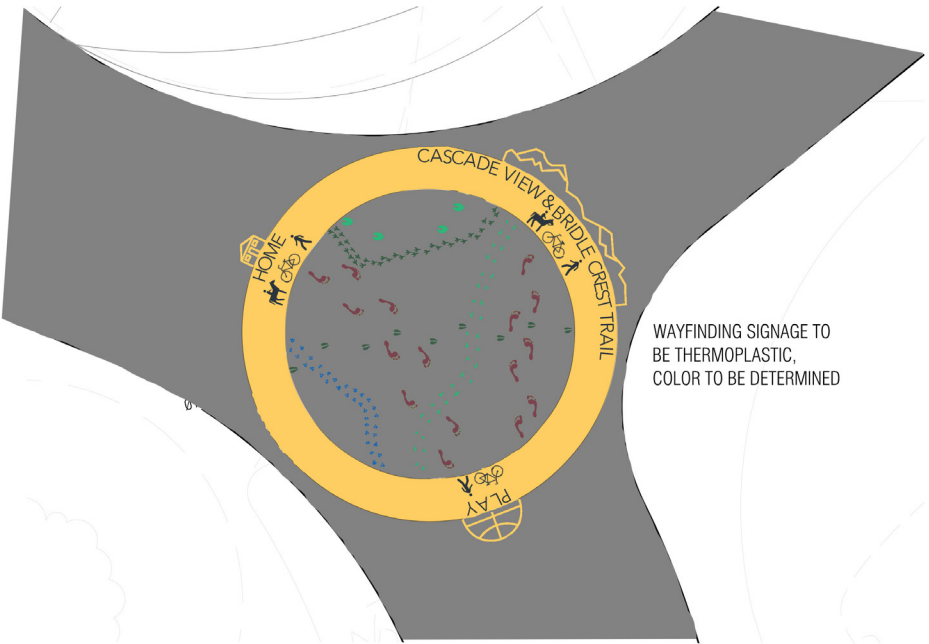 CASCADE VIEW & BRIDLE CREST TRAIL
HOME
PLAY
WAYFINDING SIGNAGE TO
BE THERMOPLASTIC,
COLOR TO BE DETERMINED